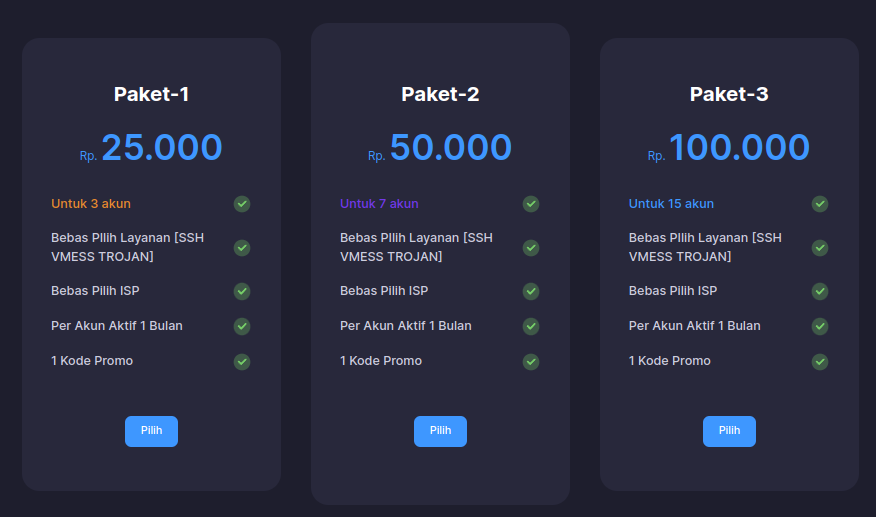 Paket-1
Rp. 25.000
Untuk 3 akun
Bebas PIlih Layanan [SSH
VMESS TROJAN]
Bebas Pilih ISP
Per Akun Aktif 1 Bulan
1 Kode Promo
Pilih
Paket-2
Rp. 50.000
Untuk 7 akun
Bebas PIlih Layanan [SSH
VMESS TROJAN]
Bebas Pilih ISP
Per Akun Aktif 1 Bulan
1 Kode Promo
Pilih
Paket-3
Rp. 100.000
Untuk 15 akun
Bebas PIlih Layanan [SSH
VMESS TROJAN]
Bebas Pilih ISP
Per Akun Aktif 1 Bulan
1 Kode Promo
Pilih